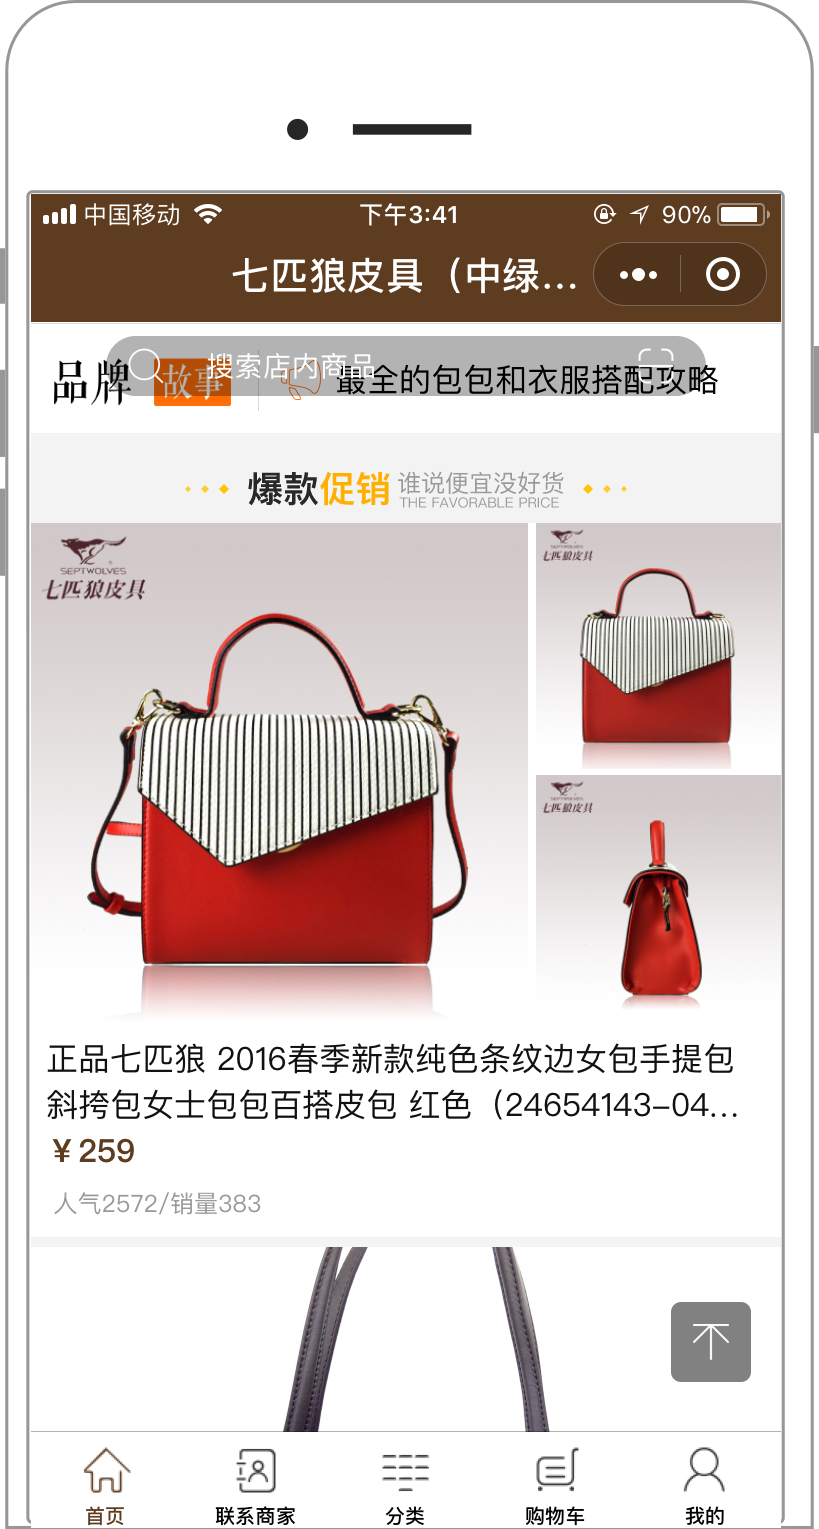 中国移动 下午3:41 90%
七匹狼皮具（中绿...
搜索店内商品
品牌 故事 最全的包包和衣服搭配攻略
爆款促销 谁说便宜没好货
THE FAVORABLE PRICE
SEPTWOLVES
七匹狼皮具
SEPTWOLVES
七匹狼皮具
SEPTWOLVES
七匹狼皮具
正品七匹狼 2016春季新款纯色条纹边女包手提包
斜挎包女士包包百搭皮包 红色（24654143-04...
¥259
人气2572/销量383
首页 联系商家 分类 购物车 我的